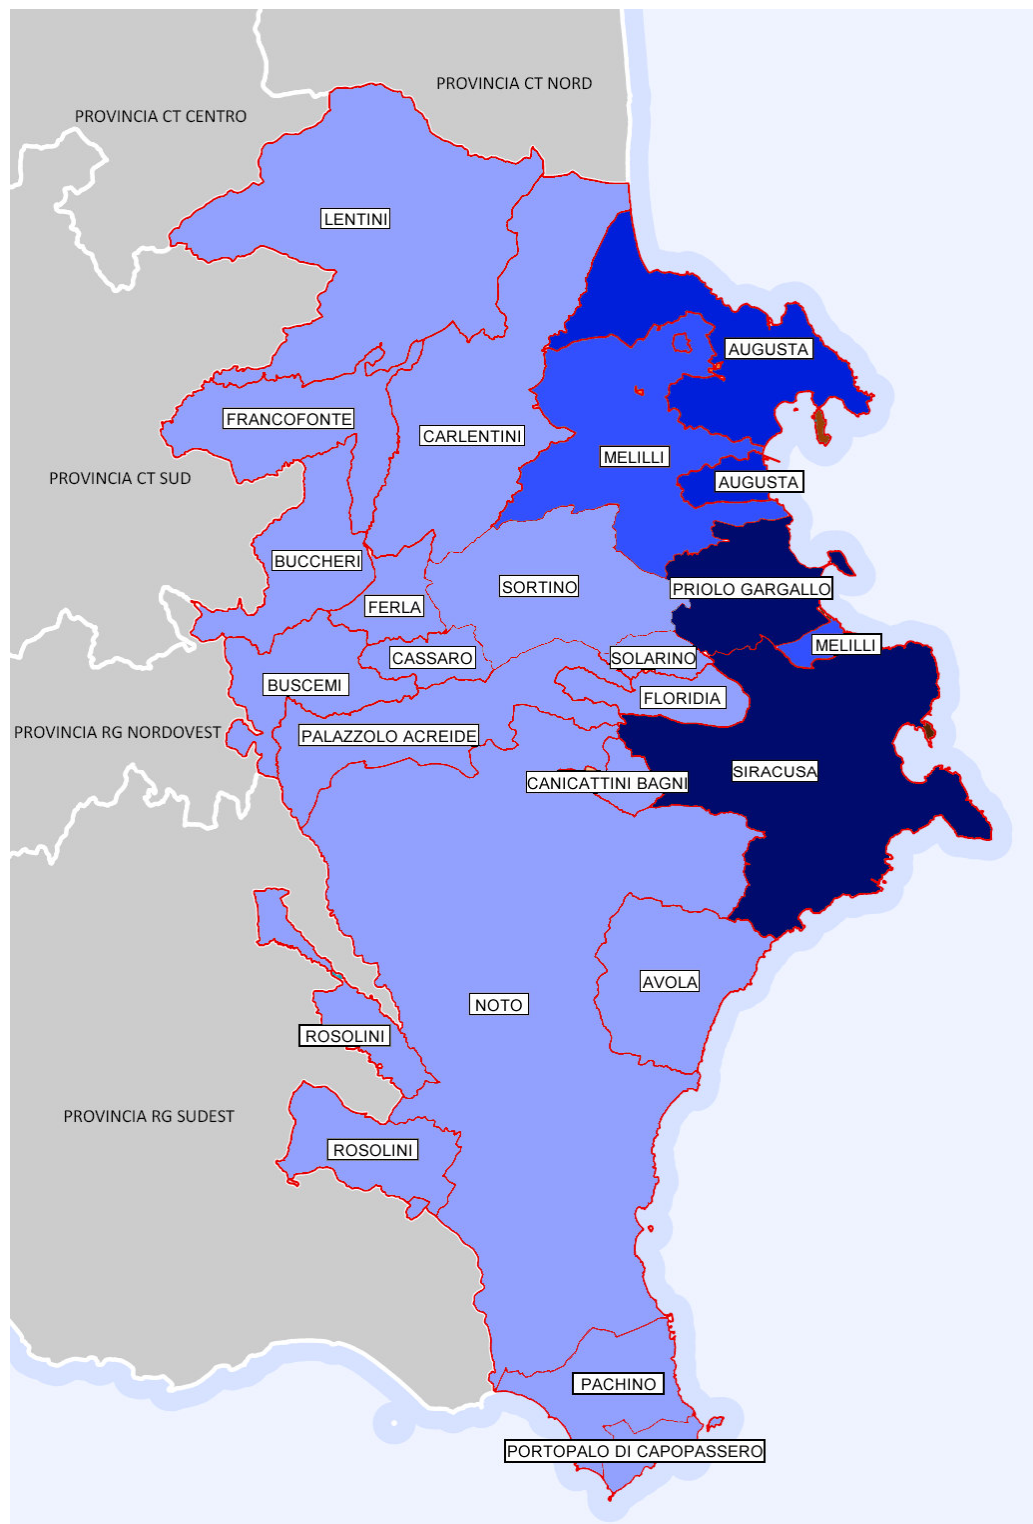 PROVINCIA CT NORD
PROVINCIA CT CENTRO
LENTINI
AUGUSTA
FRANCOFONTE
CARLENTINI
MELILLI
PROVINCIA CT SUD
AUGUSTA
BUCCHERI
SORTINO
PRIOLO GARGALLO
FERLA
MELILLI
CASSARO
SOLARINO
BUSCEMI
FLORIDIA
PROVINCIA RG NORDOVEST
PALAZZOLO ACREIDE
SIRACUSA
CANICATTINI BAGNI
AVOLA
NOTO
ROSOLINI
PROVINCIA RG SUDEST
ROSOLINI
PACHINO
PORTOPALO DI CAPOPASSERO